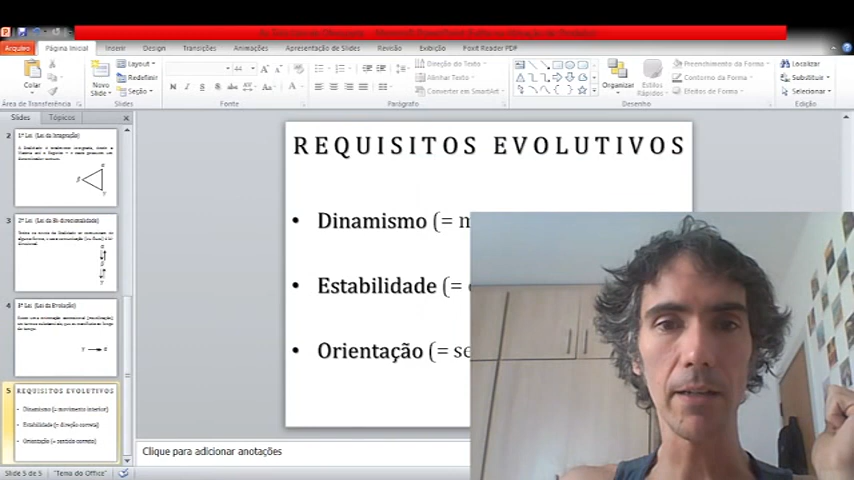 Arquivo Página Inicial Inserir Design Transições Animações Apresentação de Slides Revisão Exibição Foxit Reader PDF
Layout Direção do Texto Preenchimento da Forma Localizar
Redefinir Alinhar Texto Contorno da Forma Substituir
Colar Novo Slide Seção Converter em SmartArt Organizar Estilos Rápidos Efeitos de Forma Selecionar
Área de Transferência Slides Fonte Parágrafo Desenho Edição
Slides Tópicos
2 1ª Lei (Lei da Integração)
3 2ª Lei (Lei da Bi-direcionalidade)
4 3ª Lei (Lei da Evolução)
5 REQUISITOS EVOLUTIVOS
• Dinamismo (= movimento interior)
• Estabilidade (= direção correta)
• Orientação (= sentido correto)
REQUISITOS EVOLUTIVOS
• Dinamismo (= m
• Estabilidade (=
• Orientação (= se
Clique para adicionar anotações
Slide 5 de 5 "Tema do Office"